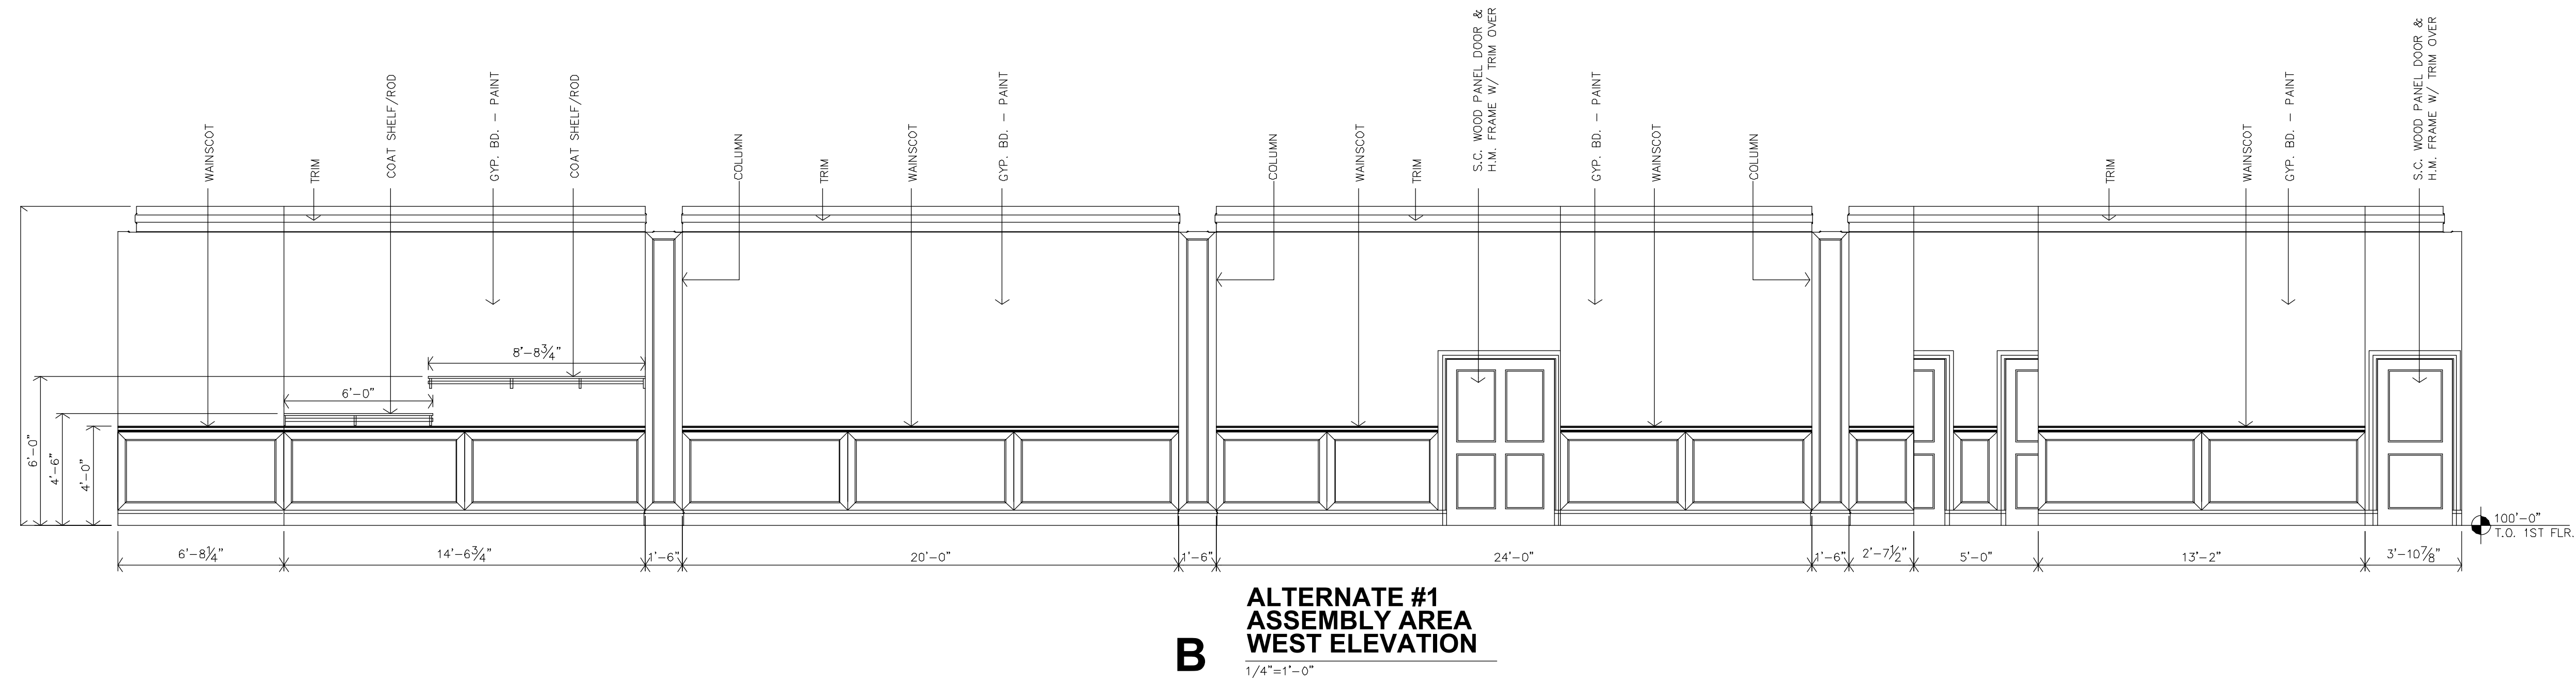 WAINSCOT
TRIM
COAT SHELF/ROD
GYP. BD. – PAINT
COAT SHELF/ROD
COLUMN
TRIM
WAINSCOT
GYP. BD. – PAINT
COLUMN
WAINSCOT
TRIM
S.C. WOOD PANEL DOOR &
H.M. FRAME W/ TRIM OVER
GYP. BD. – PAINT
WAINSCOT
COLUMN
TRIM
WAINSCOT
GYP. BD. – PAINT
S.C. WOOD PANEL DOOR &
H.M. FRAME W/ TRIM OVER
8'–8¾"
6'–0"
6'–0"
4'–6"
4'–0"
100'–0"
T.O. 1ST FLR.
6'–8¼"
14'–6¾"
1'–6"
20'–0"
1'–6"
24'–0"
1'–6"
2'–7½"
5'–0"
13'–2"
3'–10⅞"
B
ALTERNATE #1
ASSEMBLY AREA
WEST ELEVATION
1/4"=1'–0"